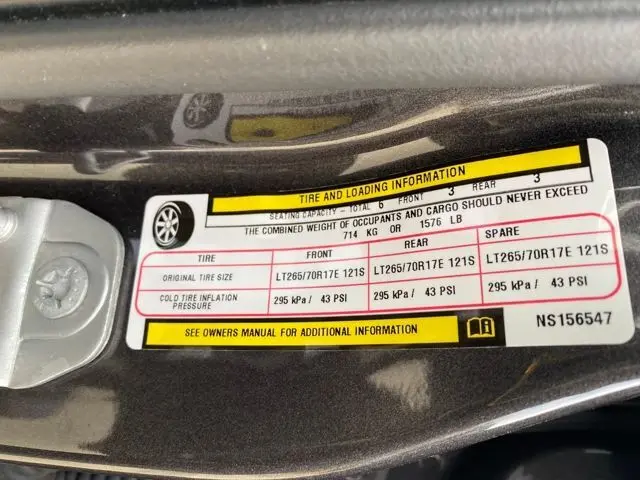 TIRE AND LOADING INFORMATION
SEATING CAPACITY - TOTAL 6 FRONT 3 REAR 3
THE COMBINED WEIGHT OF OCCUPANTS AND CARGO SHOULD NEVER EXCEED
714 KG OR 1576 LB
TIRE FRONT REAR SPARE
ORIGINAL TIRE SIZE LT265/70R17E 121S LT265/70R17E 121S LT265/70R17E 121S
COLD TIRE INFLATION PRESSURE 295 kPa / 43 PSI 295 kPa / 43 PSI 295 kPa / 43 PSI
SEE OWNERS MANUAL FOR ADDITIONAL INFORMATION NS156547